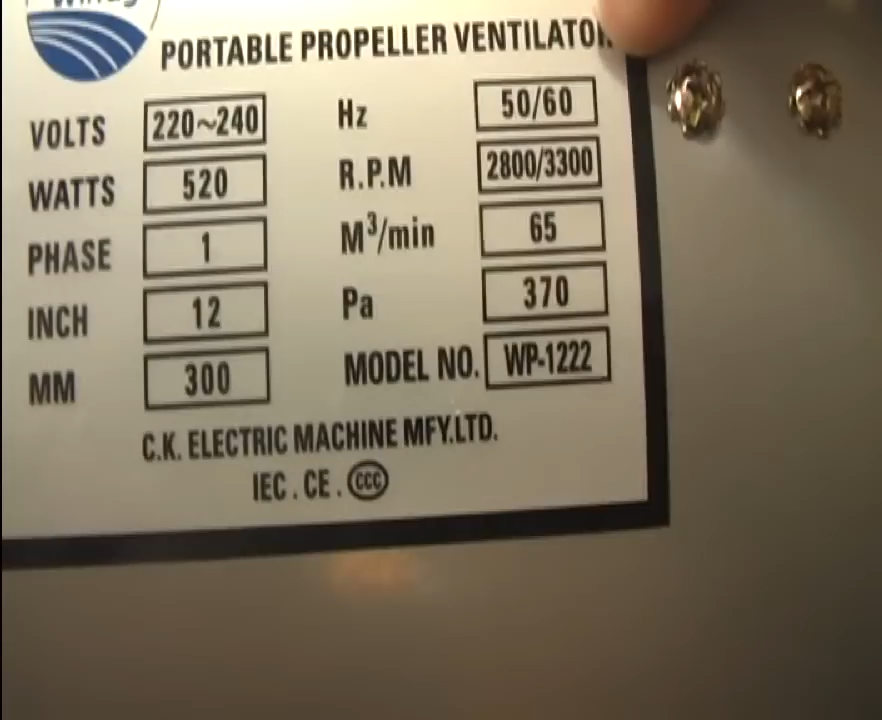 PORTABLE PROPELLER VENTILATOR
VOLTS 220~240 Hz 50/60
WATTS 520 R.P.M 2800/3300
PHASE 1 M³/min 65
INCH 12 Pa 370
MM 300 MODEL NO. WP-1222
C.K. ELECTRIC MACHINE MFY.LTD.
IEC . CE . CCC